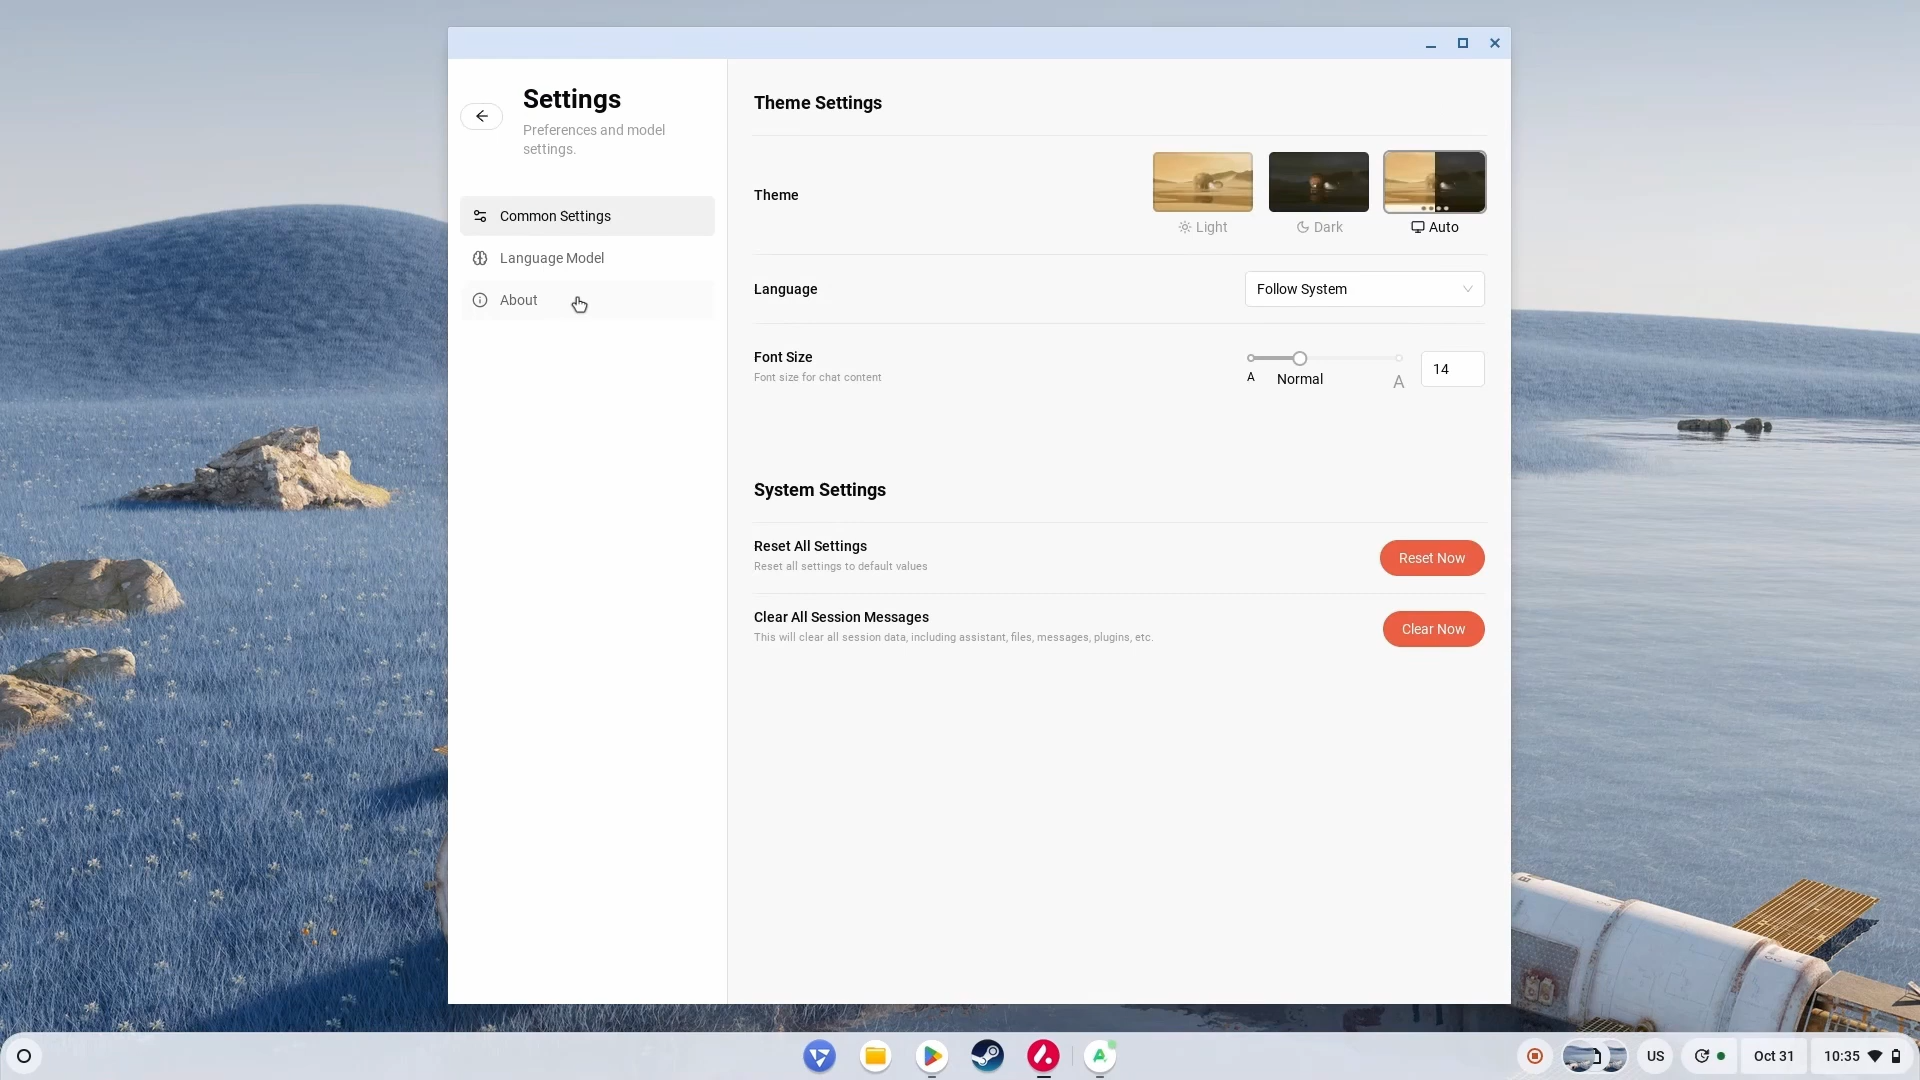 Settings
Preferences and model
settings.
Common Settings
Language Model
About
Theme Settings
Theme
Light
Dark
Auto
Language
Follow System
Font Size
Font size for chat content
A
Normal
A
14
System Settings
Reset All Settings
Reset all settings to default values
Reset Now
Clear All Session Messages
This will clear all session data, including assistant, files, messages, plugins, etc.
Clear Now
US
Oct 31
10:35